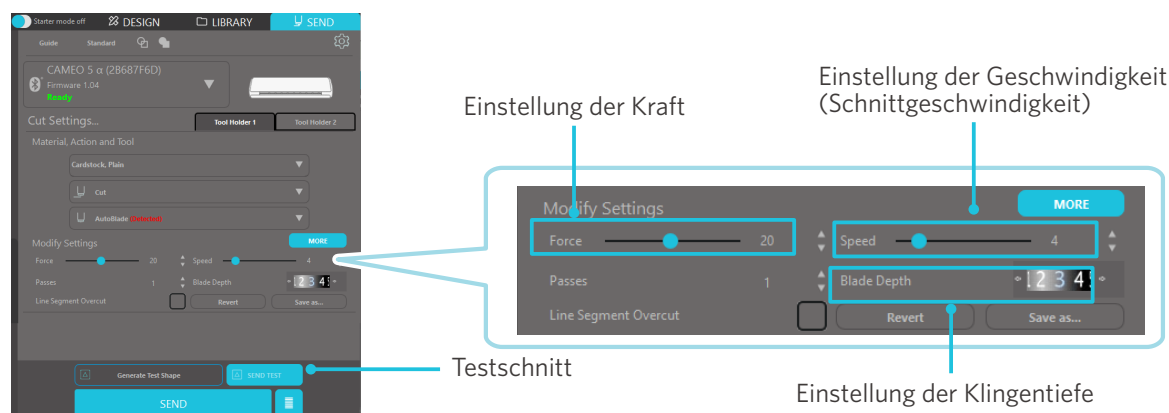 Starter mode off
DESIGN
LIBRARY
SEND
Guide
Standard
CAMEO 5 α (2B687F6D)
Firmware 1.04
Ready
Cut Settings...
Tool Holder 1
Tool Holder 2
Material, Action and Tool
Cardstock, Plain
Cut
AutoBlade (Selected)
Modify Settings
MORE
Force
20
Speed
4
Passes
1
Blade Depth
2 3 4
Line Segment Overcut
Revert
Save as...
Generate Test Shape
SEND TEST
SEND
Einstellung der Kraft
Einstellung der Geschwindigkeit
(Schnittgeschwindigkeit)
Modify Settings
MORE
Force
20
Speed
4
Passes
1
Blade Depth
2 3 4
Line Segment Overcut
Revert
Save as...
Testschnitt
Einstellung der Klingentiefe